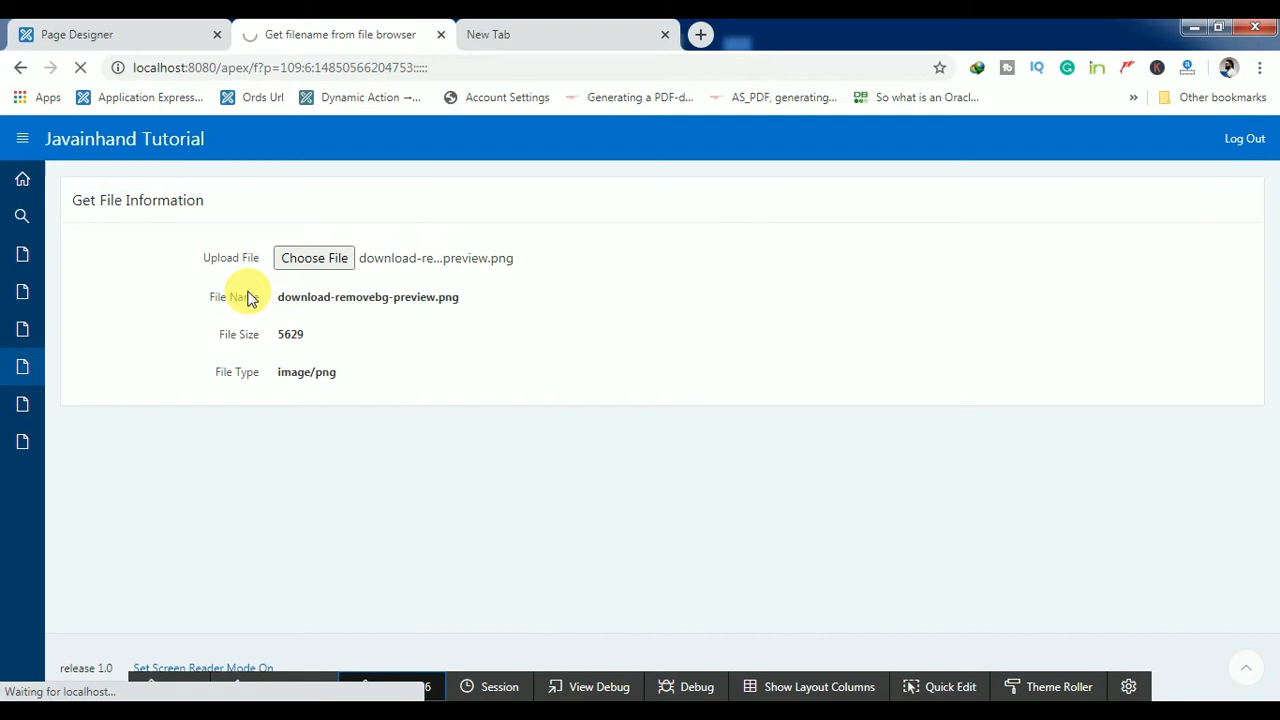 Page Designer
Get filename from file browser
New Tab
localhost:8080/apex/f?p=109:6:14850566204753:::::
Apps
Application Express...
Ords Url
Dynamic Action →...
Account Settings
Generating a PDF-d...
AS_PDF, generating...
So what is an Oracl...
»
Other bookmarks
Javainhand Tutorial
Log Out
Get File Information
Upload File Choose File download-re...preview.png
File Name download-removebg-preview.png
File Size 5629
File Type image/png
release 1.0 Set Screen Reader Mode On
Waiting for localhost...
6
Session
View Debug
Debug
Show Layout Columns
Quick Edit
Theme Roller